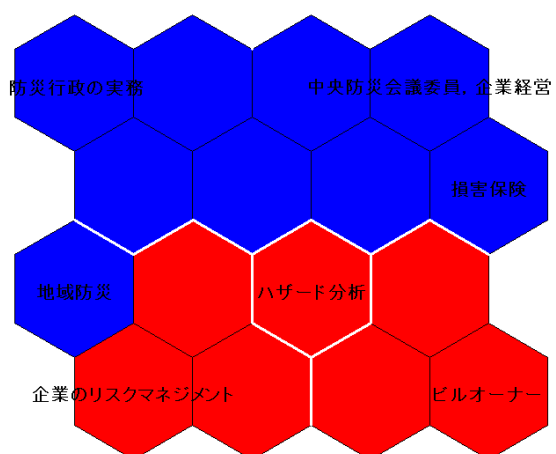 防災行政の実務
中央防災会議委員, 企業経営
損害保険
地域防災
ハザード分析
企業のリスクマネジメント
ビルオーナー